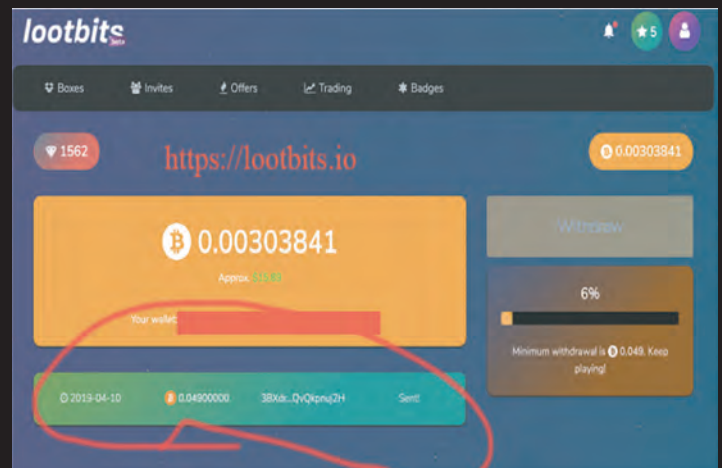 lootbits
beta
5
Boxes Invites Offers Trading Badges
1562
https://lootbits.io
0.00303841
0.00303841
Approx.
Your wallet:
2019-04-10 0.04900000 Sent!
Withdraw
6%
Minimum withdrawal is 0.049. Keep
playing!